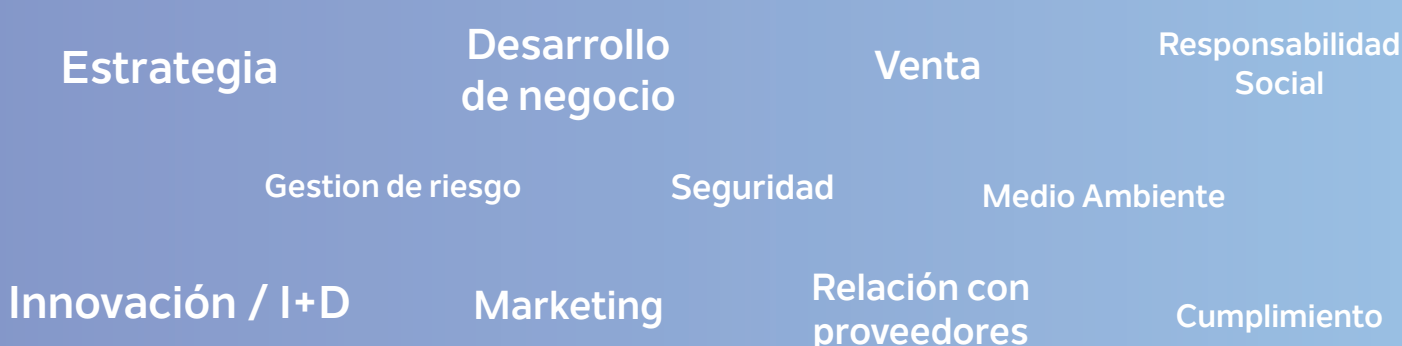 Estrategia
Desarrollo
de negocio
Venta
Responsabilidad
Social
Gestion de riesgo
Seguridad
Medio Ambiente
Innovación / I+D
Marketing
Relación con
proveedores
Cumplimiento